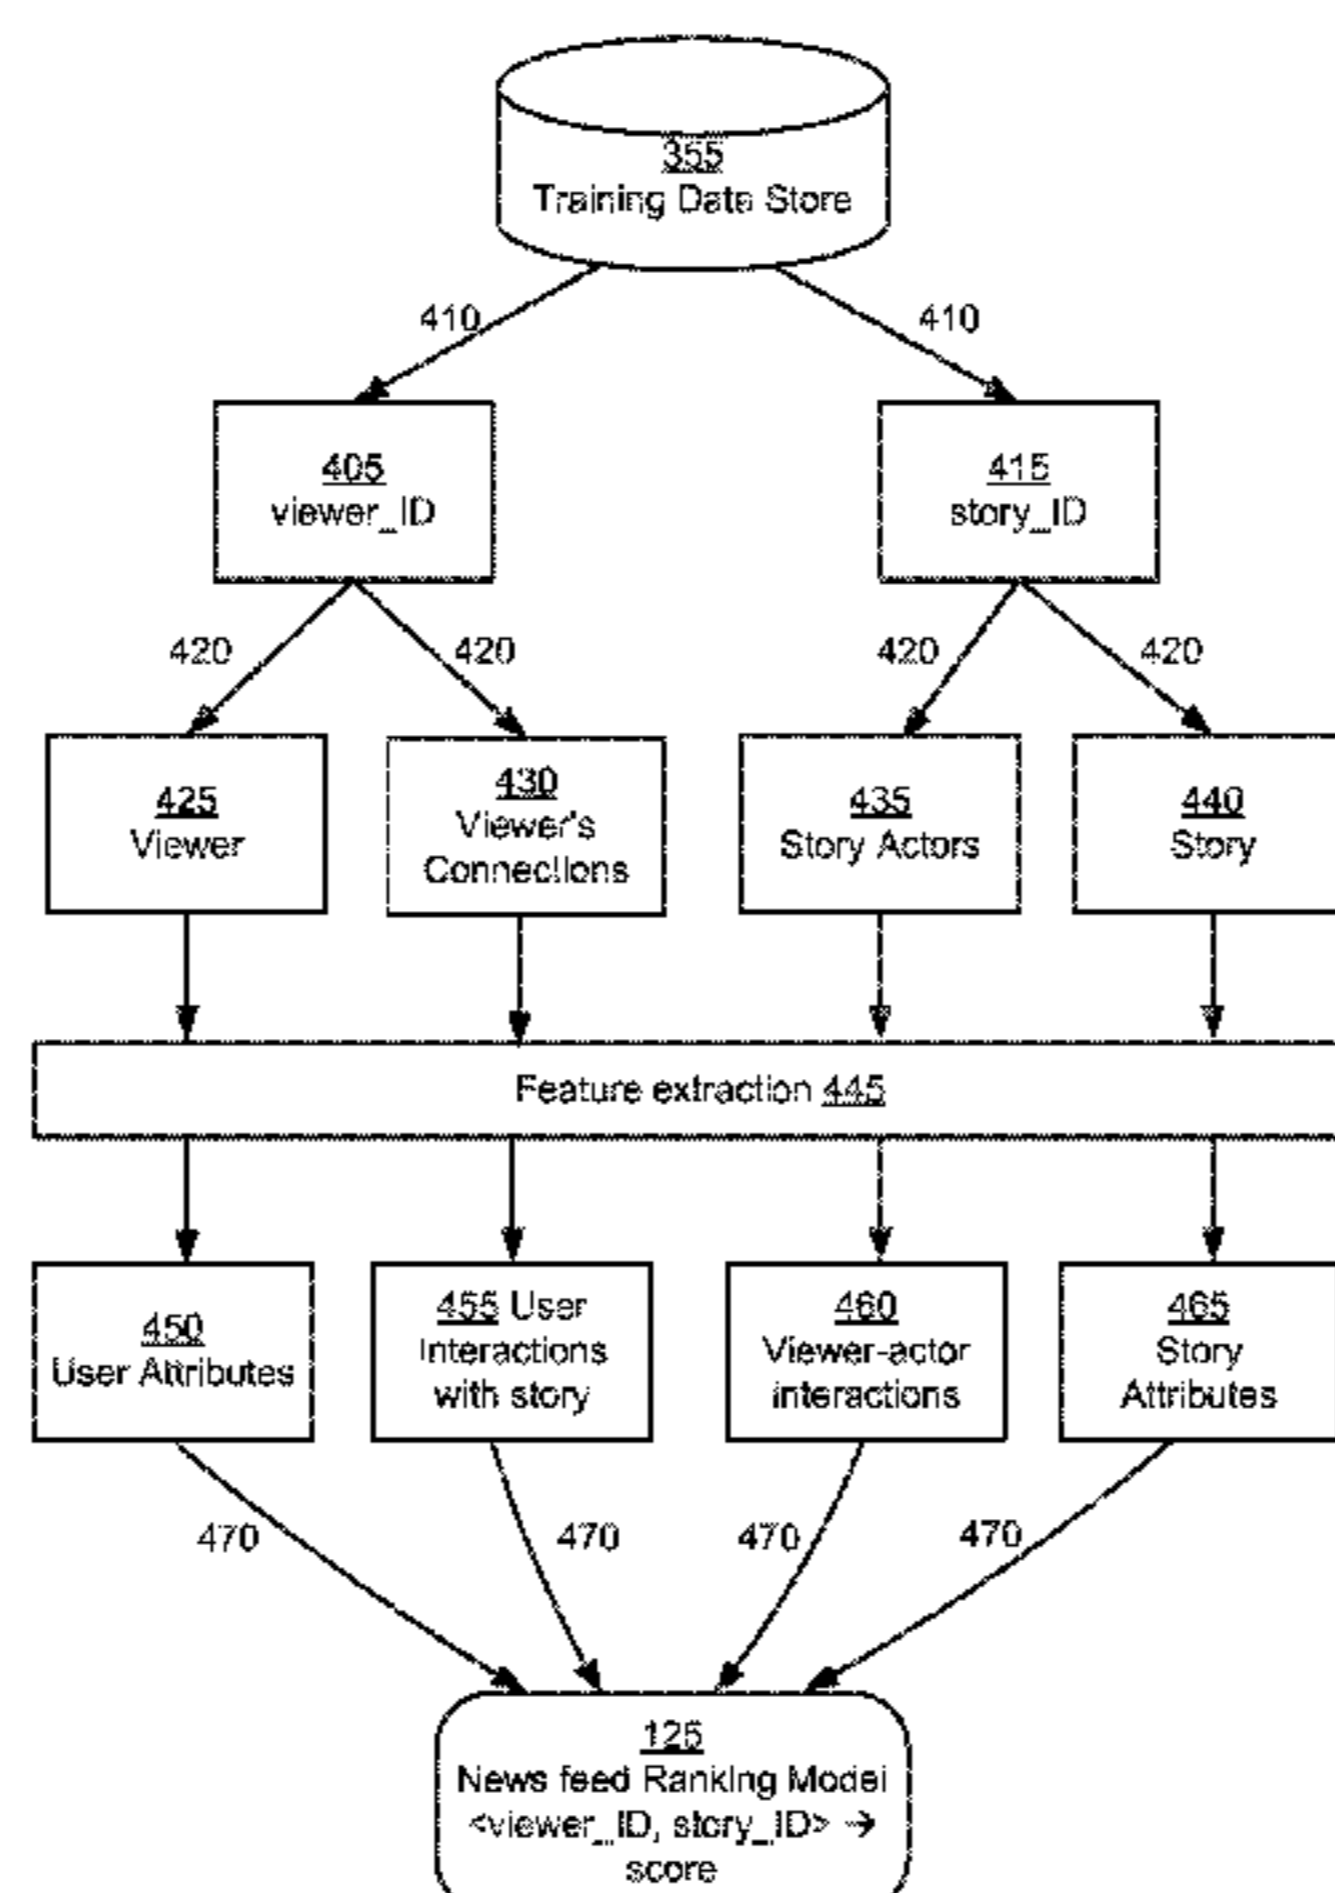 355
Training Data Store
410
410
405
viewer_ID
415
story_ID
420
420
420
420
425
Viewer
430
Viewer's
Connections
435
Story Actors
440
Story
Feature extraction 445
450
User Attributes
455 User
Interactions
with story
460
Viewer-actor
interactions
465
Story
Attributes
470
470
470
470
125
News feed Ranking Model
<viewer_ID, story_ID> →
score